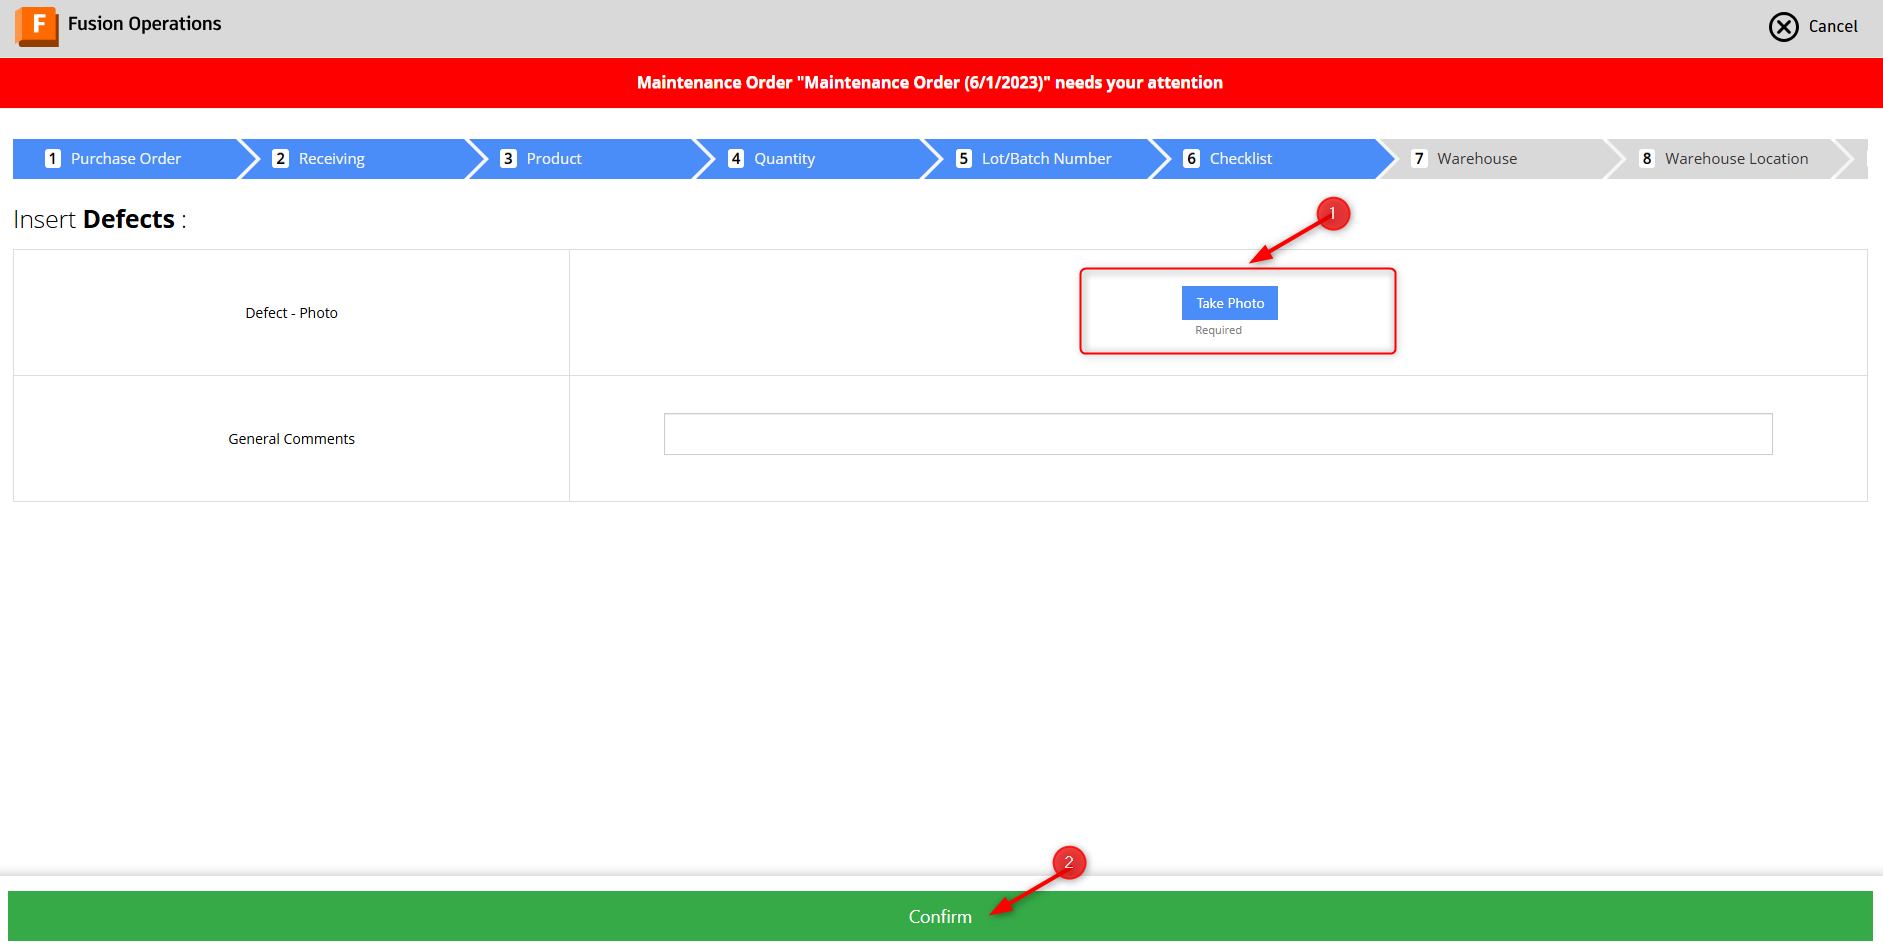 F Fusion Operations
Cancel
Maintenance Order "Maintenance Order (6/1/2023)" needs your attention
1 Purchase Order
2 Receiving
3 Product
4 Quantity
5 Lot/Batch Number
6 Checklist
7 Warehouse
8 Warehouse Location
Insert Defects :
1
Defect - Photo
Take Photo
Required
General Comments
2
Confirm